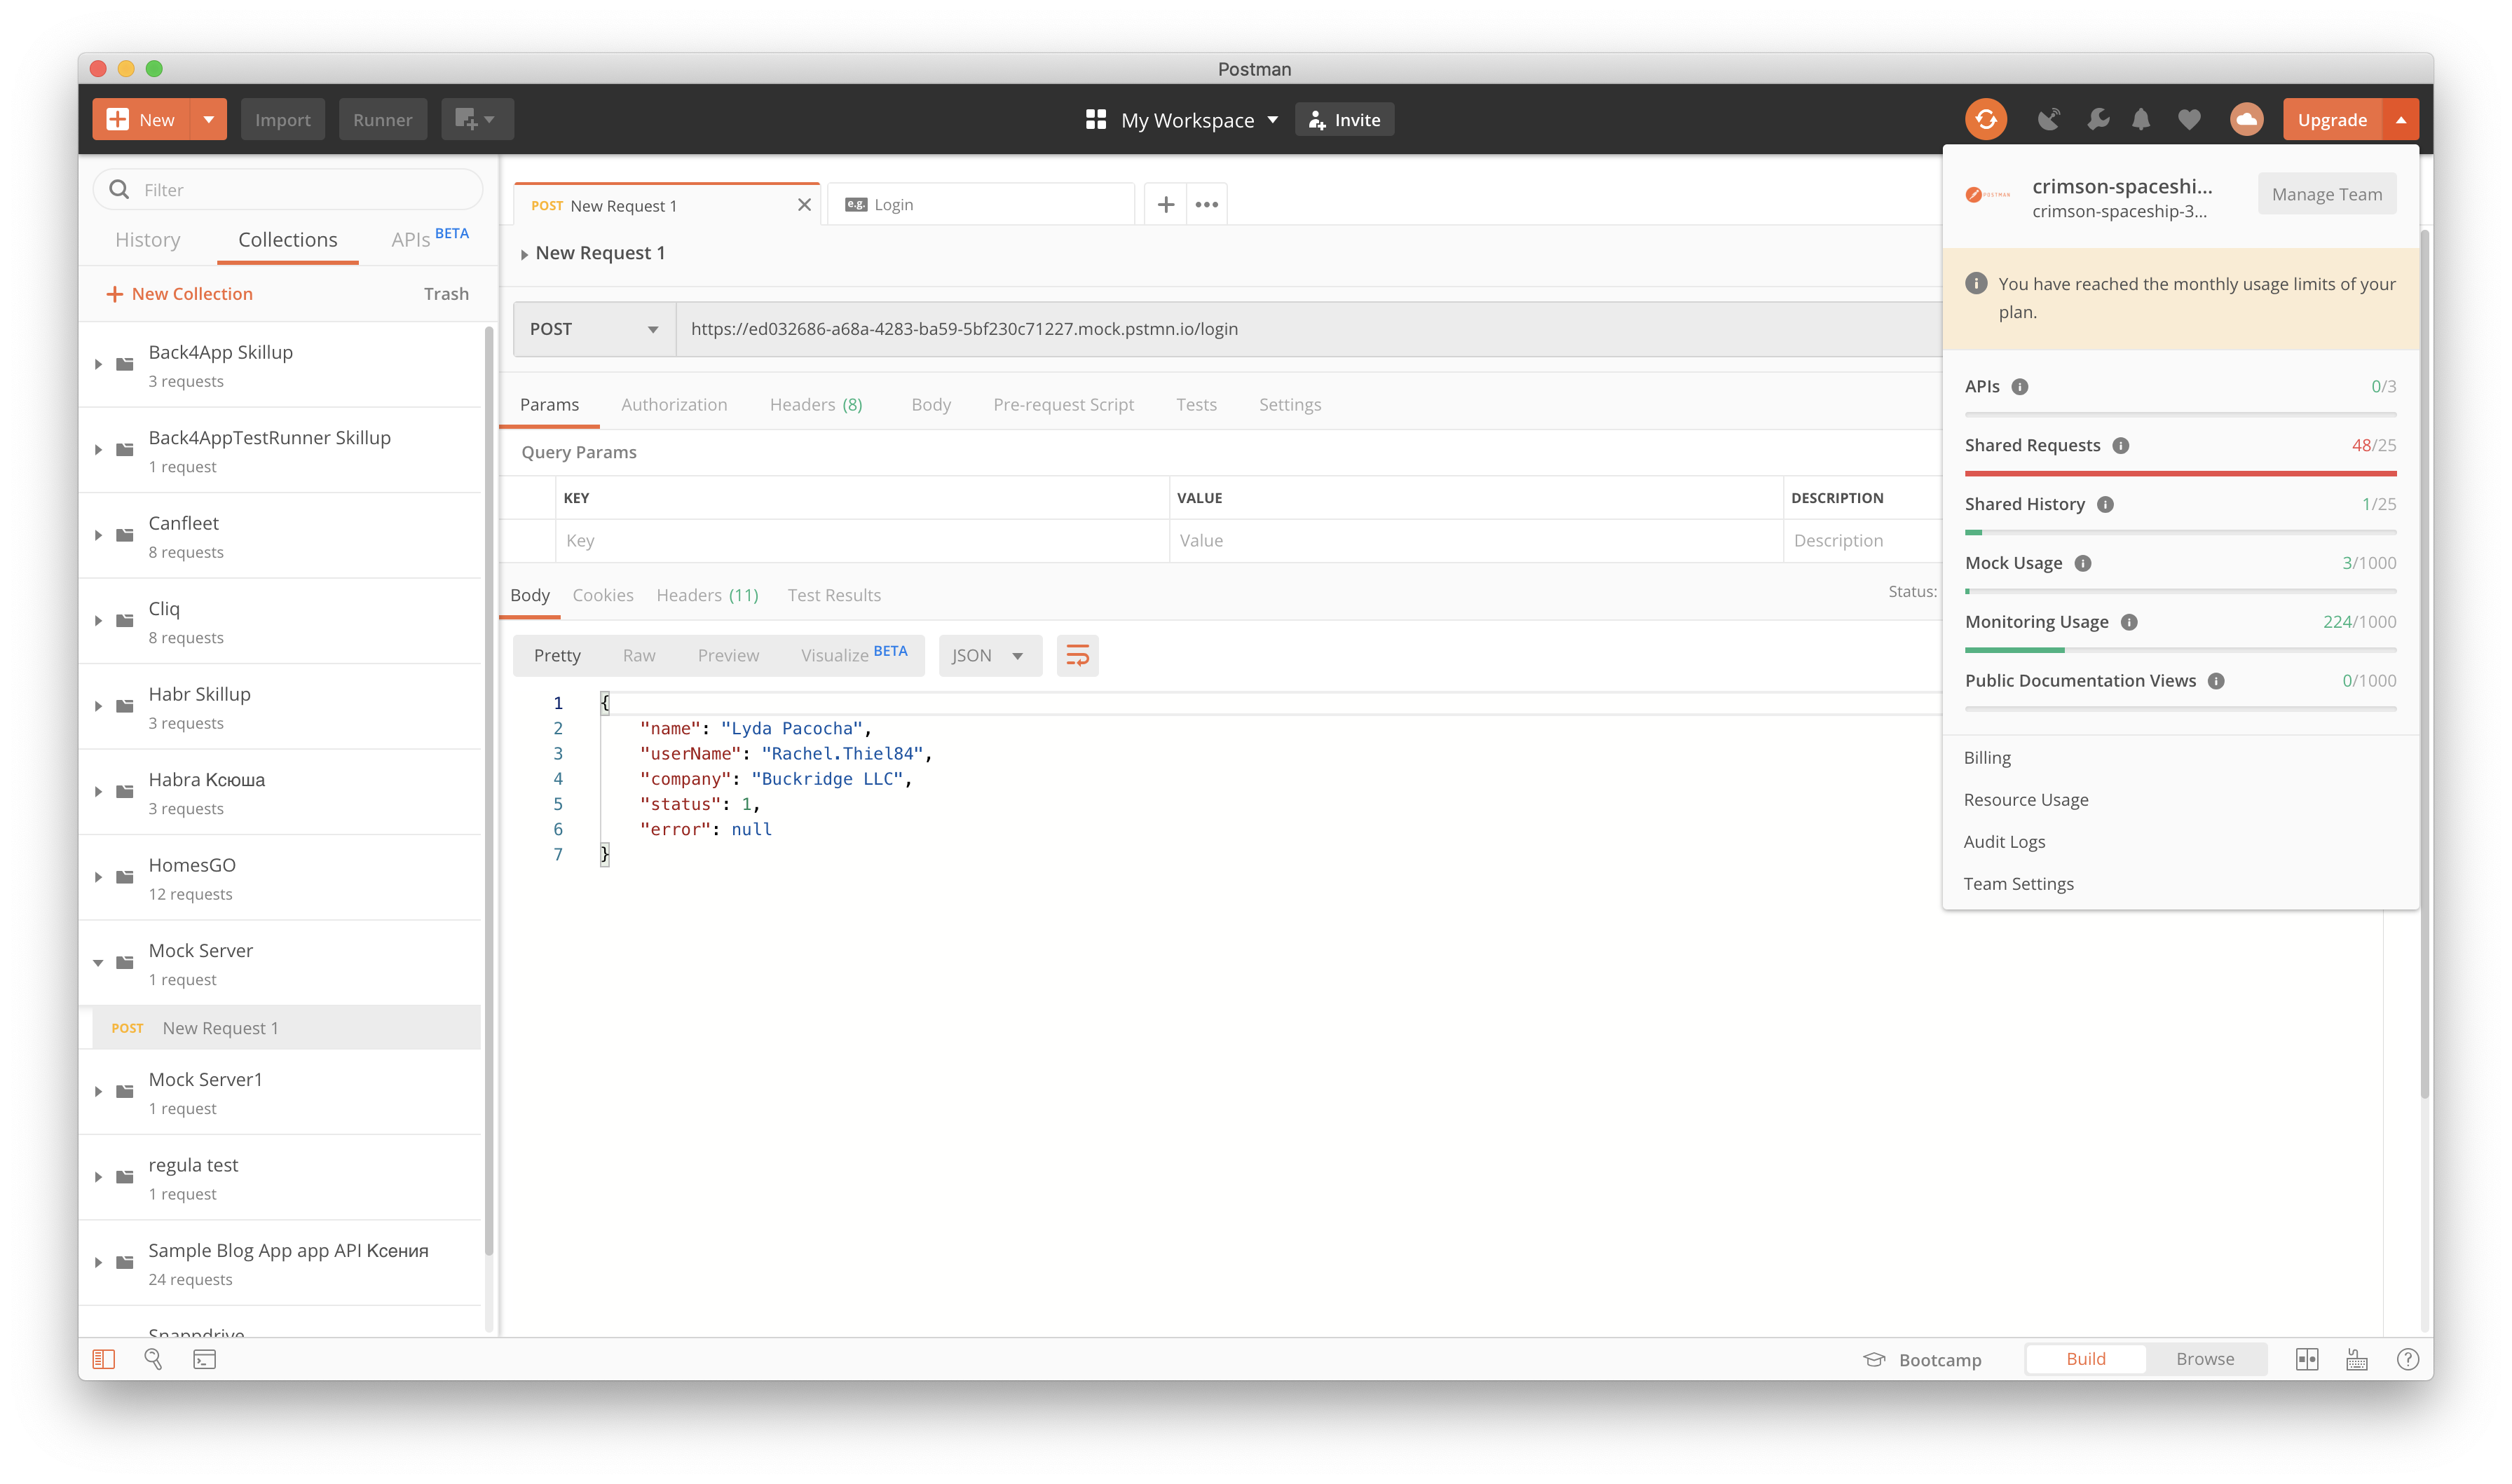 Postman
New
Import
Runner
My Workspace
Invite
Upgrade
Filter
History
Collections
APIs BETA
New Collection
Trash
Back4App Skillup
3 requests
Back4AppTestRunner Skillup
1 request
Canfleet
8 requests
Cliq
8 requests
Habr Skillup
3 requests
Habra Ксюша
3 requests
HomesGO
12 requests
Mock Server
1 request
POST New Request 1
Mock Server1
1 request
regula test
1 request
Sample Blog App app API Ксения
24 requests
Snappdrive
POST New Request 1
e.g. Login
New Request 1
POST
https://ed032686-a68a-4283-ba59-5bf230c71227.mock.pstmn.io/login
Params
Authorization
Headers (8)
Body
Pre-request Script
Tests
Settings
Query Params
KEY
VALUE
DESCRIPTION
Key
Value
Description
Body
Cookies
Headers (11)
Test Results
Status:
Pretty
Raw
Preview
Visualize BETA
JSON
1 {
2 "name": "Lyda Pacocha",
3 "userName": "Rachel.Thiel84",
4 "company": "Buckridge LLC",
5 "status": 1,
6 "error": null
7 }
POSTMAN
crimson-spaceshi...
crimson-spaceship-3...
Manage Team
You have reached the monthly usage limits of your
plan.
APIs 0/3
Shared Requests 48/25
Shared History 1/25
Mock Usage 3/1000
Monitoring Usage 224/1000
Public Documentation Views 0/1000
Billing
Resource Usage
Audit Logs
Team Settings
Bootcamp
Build
Browse